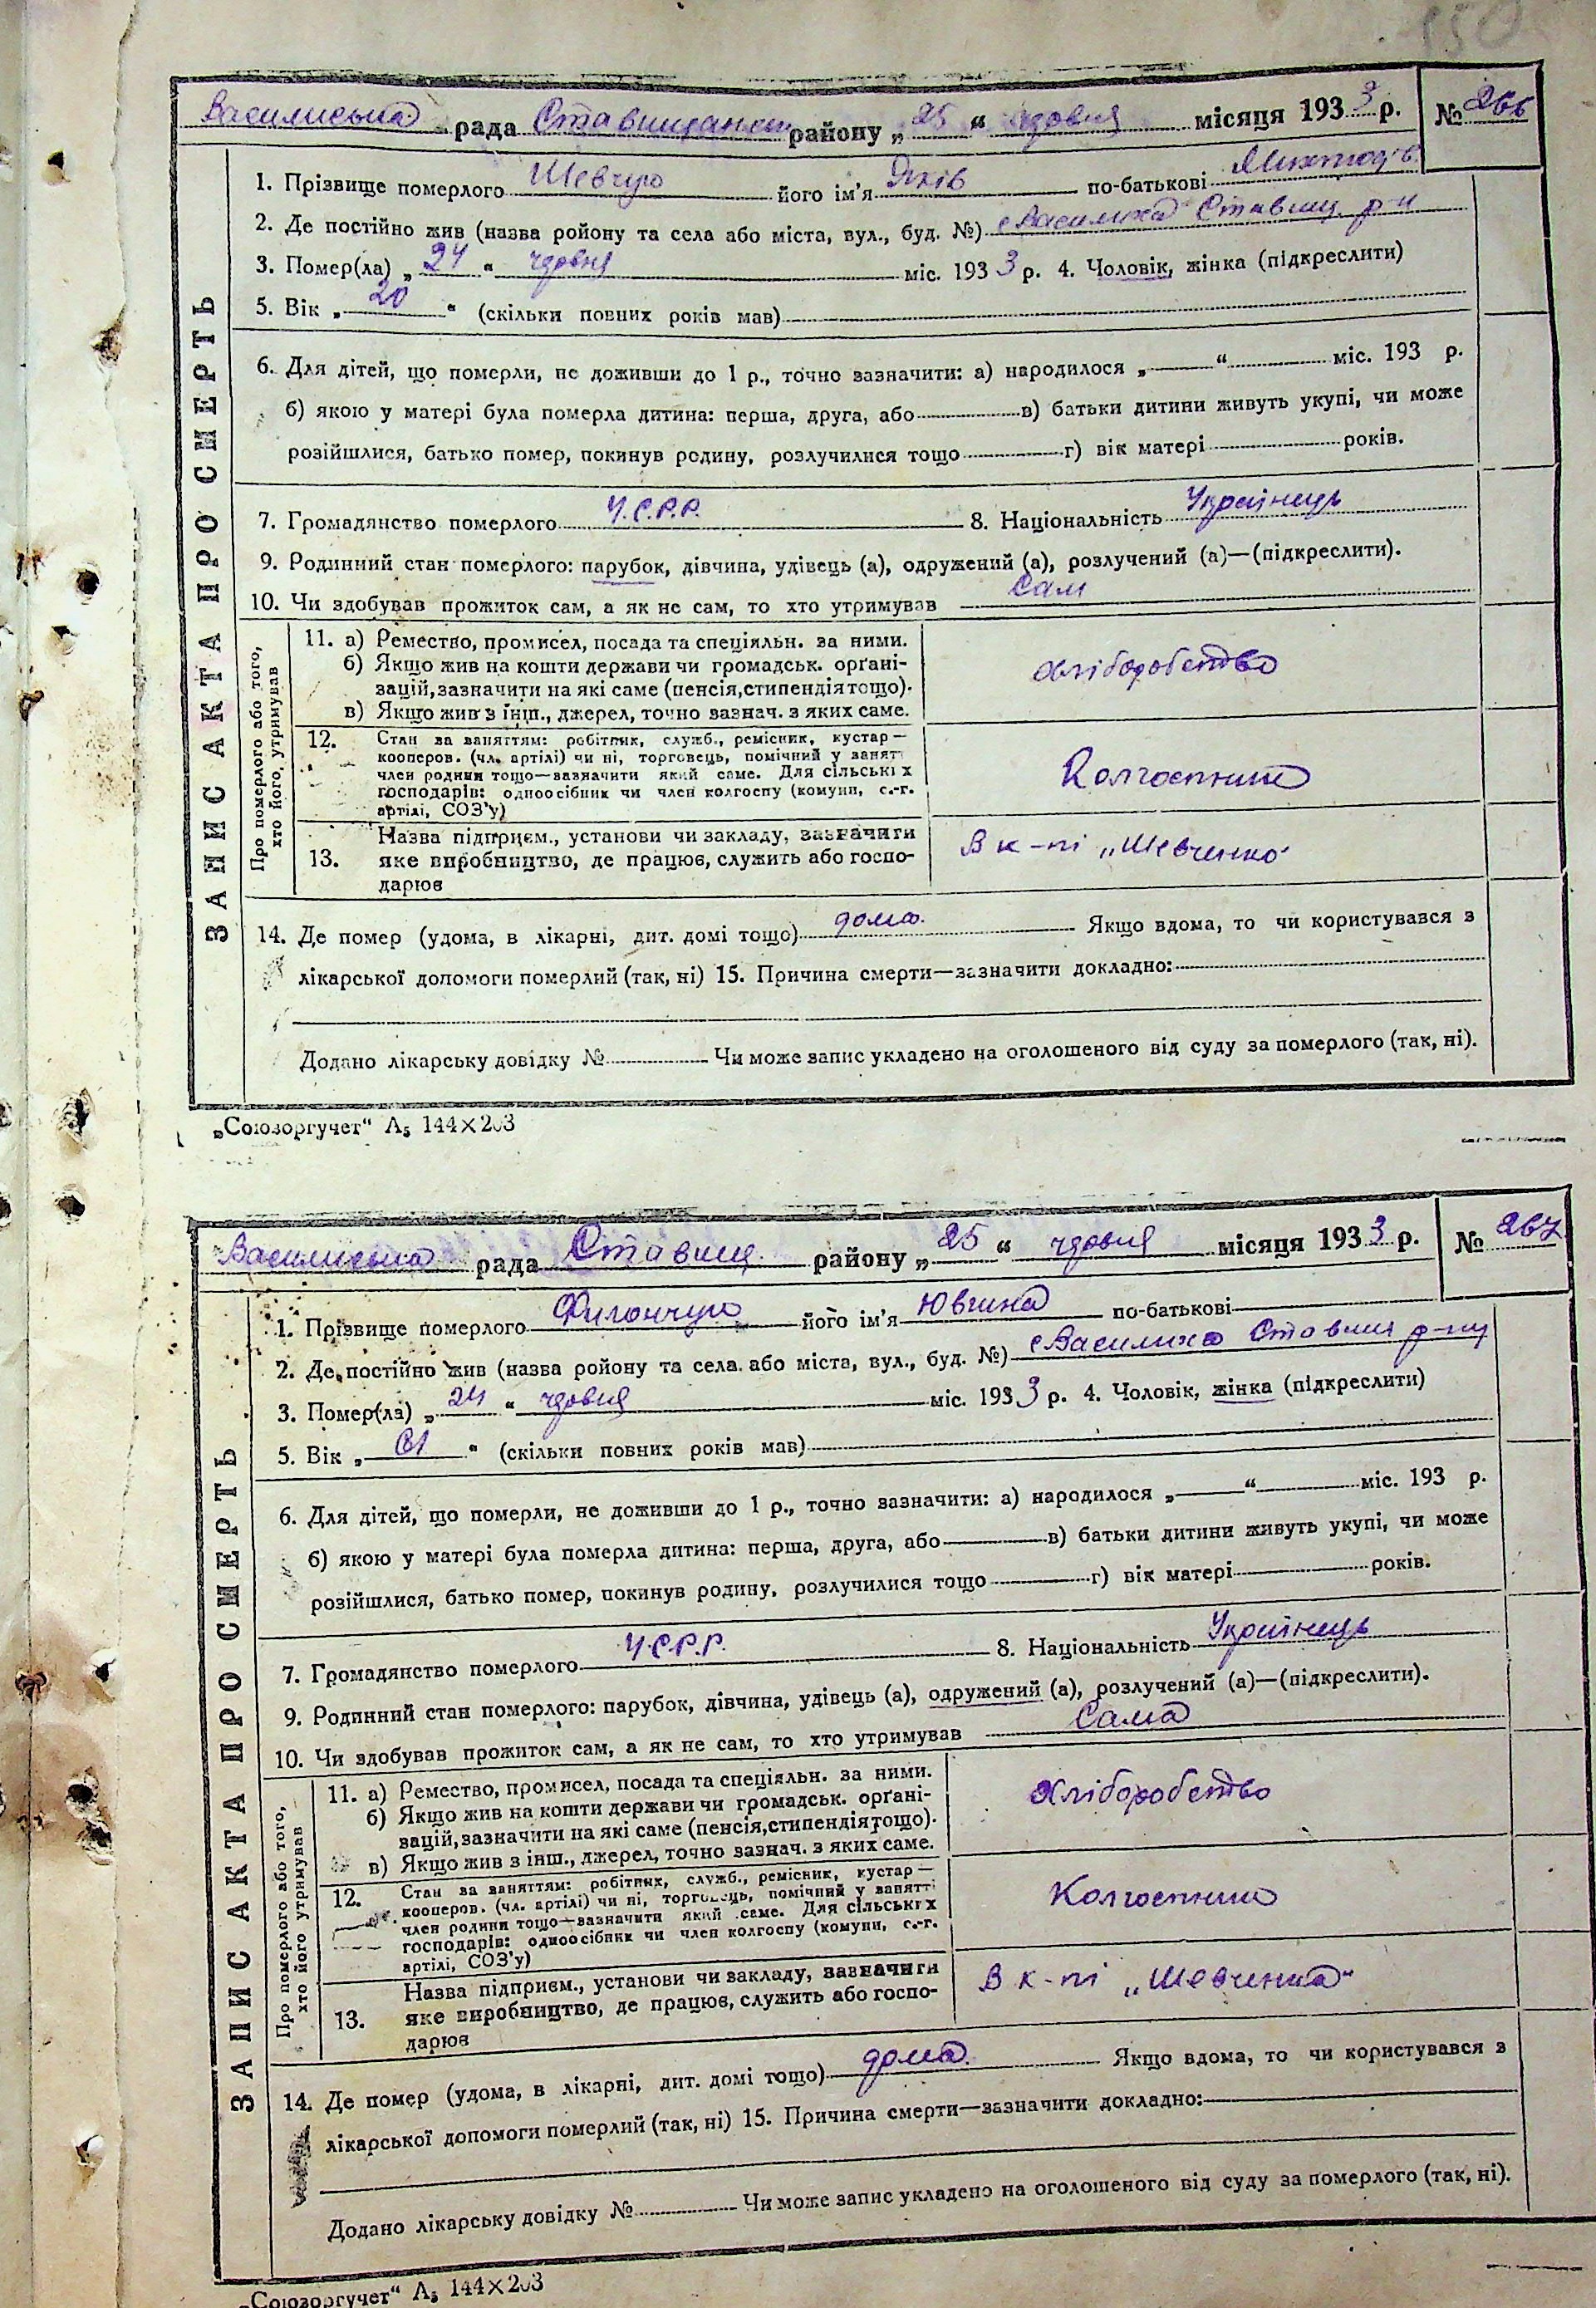 Василиська рада Ставищанськ району „25“ червня місяця 1933 р. № 266
1. Прізвище померлого Шевчук його ім'я Яків по-батькові
2. Де постійно жив (назва ройону та села або міста, вул., буд. №) с Василиха Ставищ. р-н
3. Помер(ла) „24“ червня міс. 1933 р. 4. Чоловік, жінка (підкреслити)
5. Вік „20“ (скільки повних років мав)
6. Для дітей, що померли, не доживши до 1 р., точно зазначити: а) народилося „ “ міс. 193 р.
б) якою у матері була померла дитина: перша, друга, або в) батьки дитини живуть укупі, чи може
розійшлися, батько помер, покинув родину, розлучилися тощо г) вік матері років.
7. Громадянство померлого У.С.Р.Р. 8. Національність Українець
9. Родинний стан померлого: парубок, дівчина, удівець (а), одружений (а), розлучений (а)—(підкреслити).
10. Чи здобував прожиток сам, а як не сам, то хто утримував Сам
Про померлого або того, хто його утримував
11. а) Ремество, промисел, посада та спеціяльн. за ними.
б) Якщо жив на кошти держави чи громадськ. орґані-
зацій, зазначити на які саме (пенсія, стипендія тощо).
в) Якщо жив з інш., джерел, точно зазнач. з яких саме.
хліборобство
12. Стан за заняттям: робітник, служб., ремісник, кустар—
кооперов. (чл. артілі) чи ні, торговець, помічний у занятті
член родини тощо—зазначити який саме. Для сільських
господарів: одноосібник чи член колгоспу (комуни, с.-г.
артілі, СОЗ'у)
Колгоспник
13. Назва підприєм., установи чи закладу, зазначити
яке виробництво, де працює, служить або госпо-
дарює
В к-пі „Шевченко“
14. Де помер (удома, в лікарні, дит. домі тощо) дома. Якщо вдома, то чи користувався з
лікарської допомоги померлий (так, ні) 15. Причина смерти—зазначити докладно:
Додано лікарську довідку № Чи може запис укладено на оголошеного від суду за померлого (так, ні).
ЗАПИС АКТА ПРО СМЕРТЬ
„Союзоргучет“ А₅ 144×203
Василиська рада Ставищ. району „25“ червня місяця 1933 р. № 267
1. Прізвище померлого Филончук його ім'я Ювгина по-батькові
2. Де постійно жив (назва ройону та села або міста, вул., буд. №) с Василиха Ставищ р-ну
3. Помер(ла) „24“ червня міс. 1933 р. 4. Чоловік, жінка (підкреслити)
5. Вік „61“ (скільки повних років мав)
6. Для дітей, що померли, не доживши до 1 р., точно зазначити: а) народилося „ “ міс. 193 р.
б) якою у матері була померла дитина: перша, друга, або в) батьки дитини живуть укупі, чи може
розійшлися, батько помер, покинув родину, розлучилися тощо г) вік матері років.
7. Громадянство померлого У.С.Р.Р. 8. Національність Українець
9. Родинний стан померлого: парубок, дівчина, удівець (а), одружений (а), розлучений (а)—(підкреслити).
10. Чи здобував прожиток сам, а як не сам, то хто утримував Сама
Про померлого або того, хто його утримував
11. а) Ремество, промисел, посада та спеціяльн. за ними.
б) Якщо жив на кошти держави чи громадськ. орґані-
зацій, зазначити на які саме (пенсія, стипендія тощо).
в) Якщо жив з інш., джерел, точно зазнач. з яких саме.
Хліборобство
12. Стан за заняттям: робітник, служб., ремісник, кустар—
кооперов. (чл. артілі) чи ні, торговець, помічний у занятті
член родини тощо—зазначити який саме. Для сільських
господарів: одноосібник чи член колгоспу (комуни, с.-г.
артілі, СОЗ'у)
Колгоспник
13. Назва підприєм., установи чи закладу, зазначити
яке виробництво, де працює, служить або госпо-
дарює
В к-пі „Шевченка“
14. Де помер (удома, в лікарні, дит. домі тощо) дома. Якщо вдома, то чи користувався з
лікарської допомоги померлий (так, ні) 15. Причина смерти—зазначити докладно:
Додано лікарську довідку № Чи може запис укладено на оголошеного від суду за померлого (так, ні).
ЗАПИС АКТА ПРО СМЕРТЬ
„Союзоргучет“ А₅ 144×203